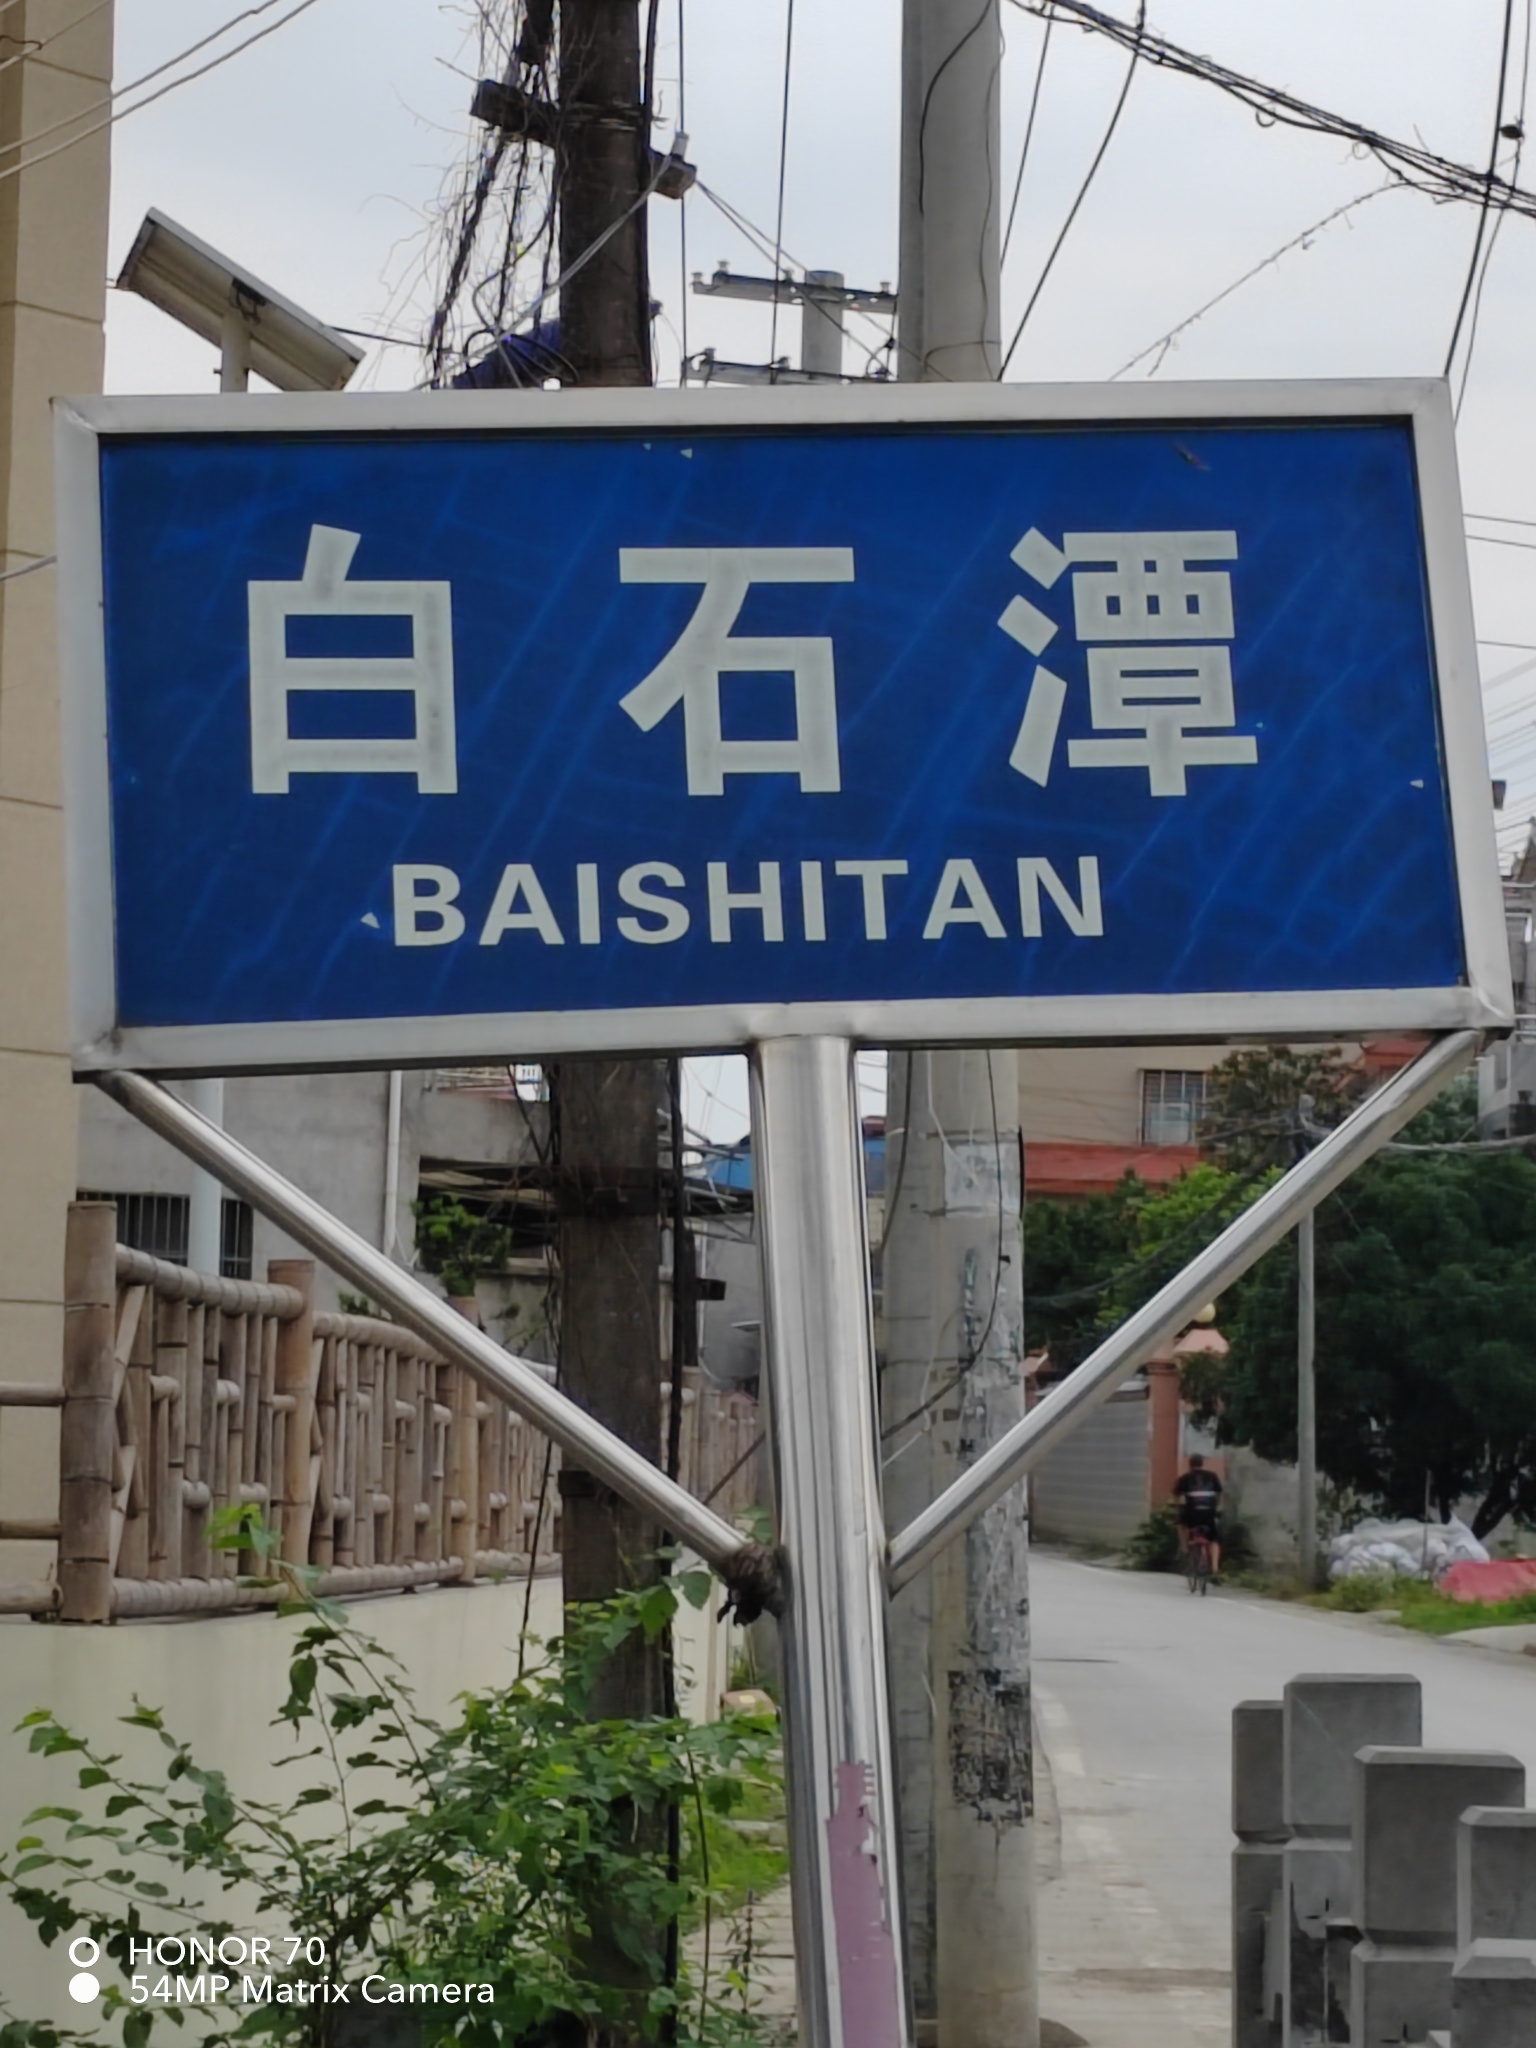 白石潭
BAISHITAN
HONOR 70
54MP Matrix Camera